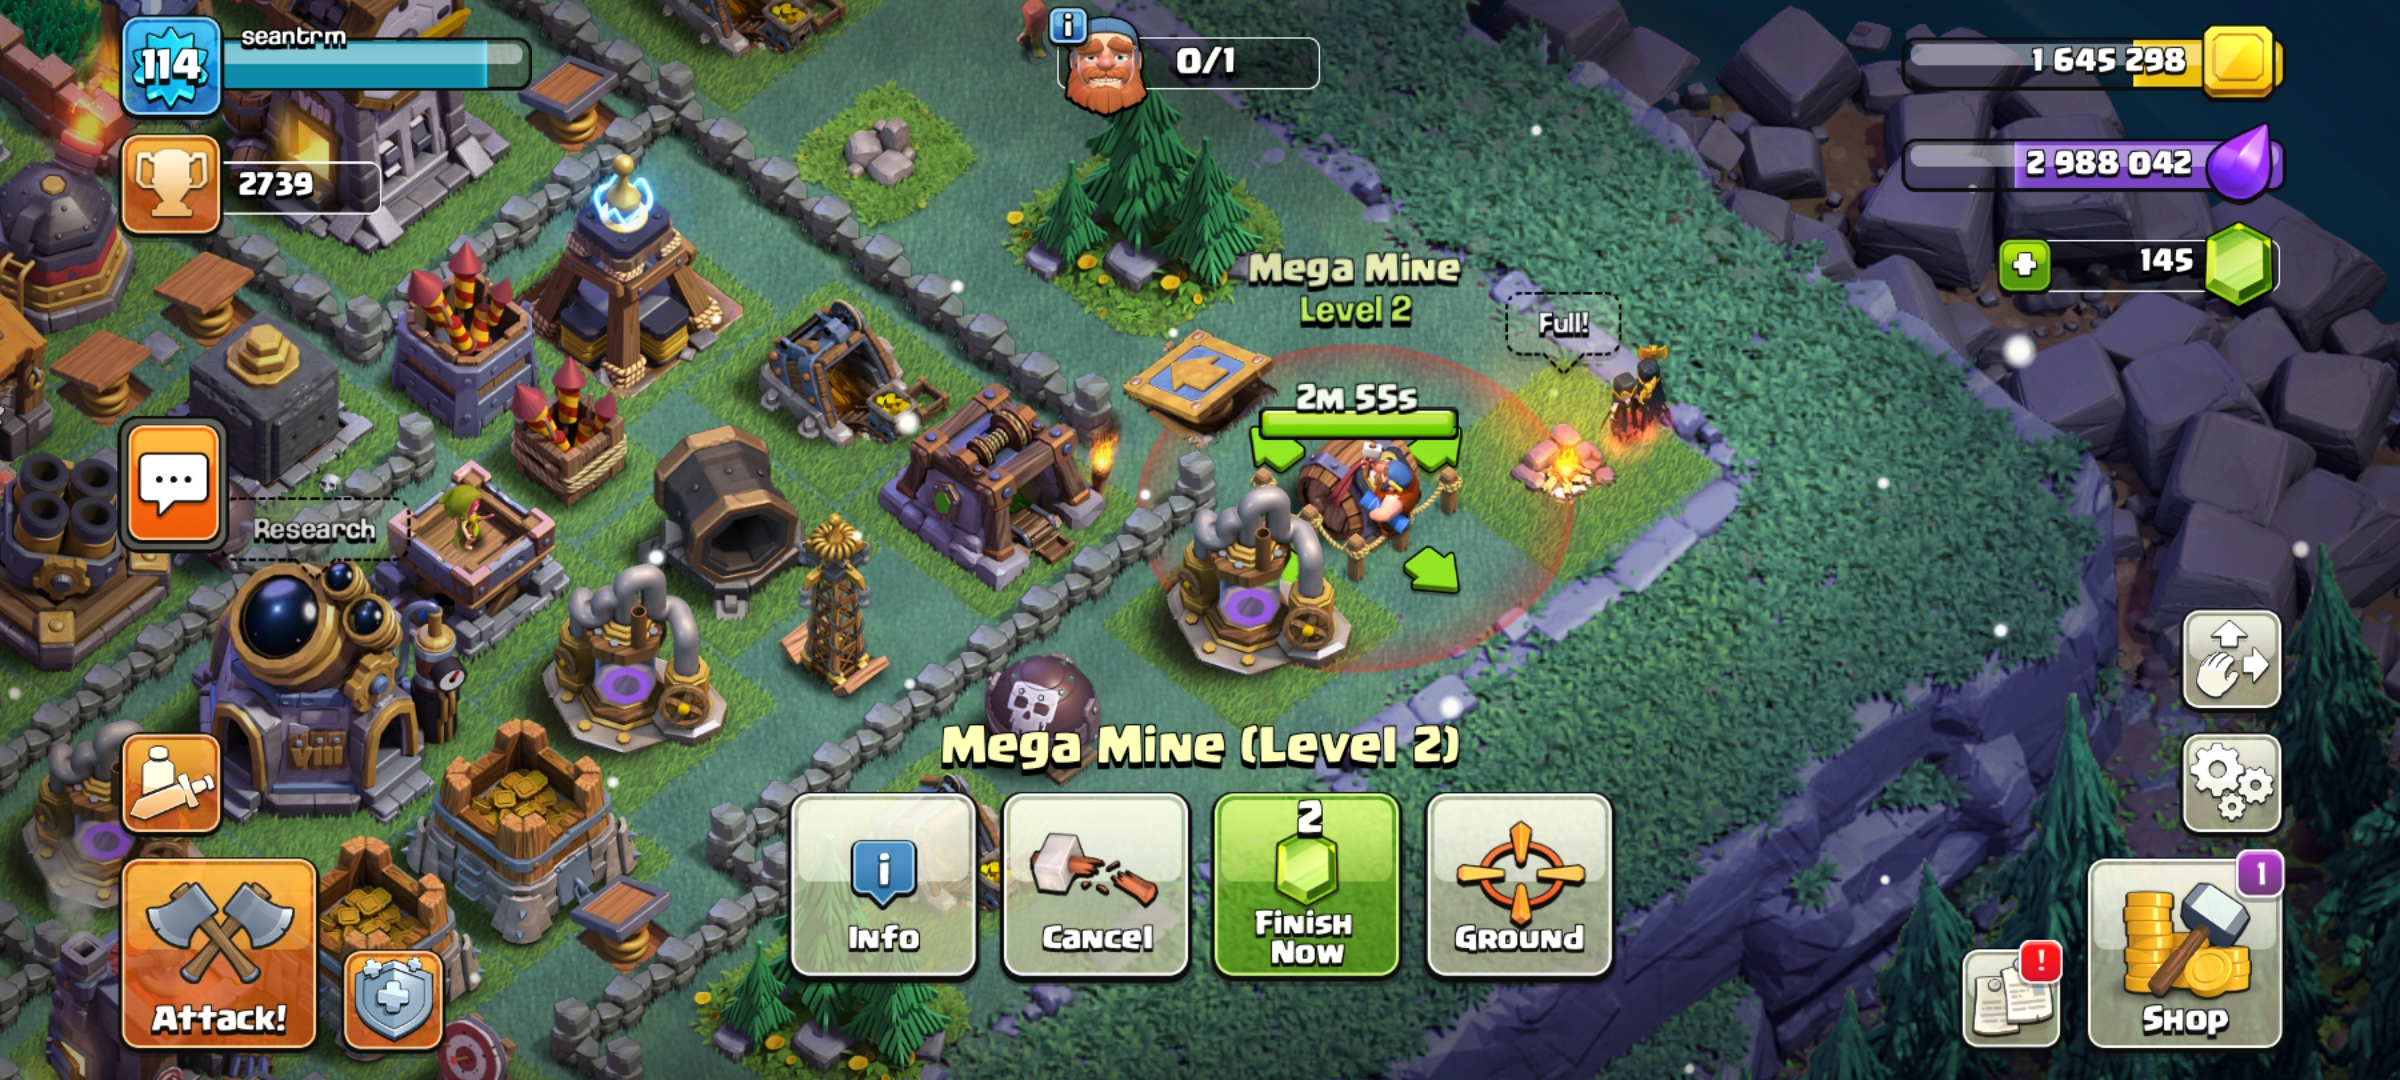 seantrm
114
0/1
1 645 298
2739
2 988 042
145
Mega Mine
Level 2
Full!
2m 55s
Research
VIII
Mega Mine (Level 2)
Info
Cancel
2
Finish
Now
Ground
Attack!
1
!
Shop